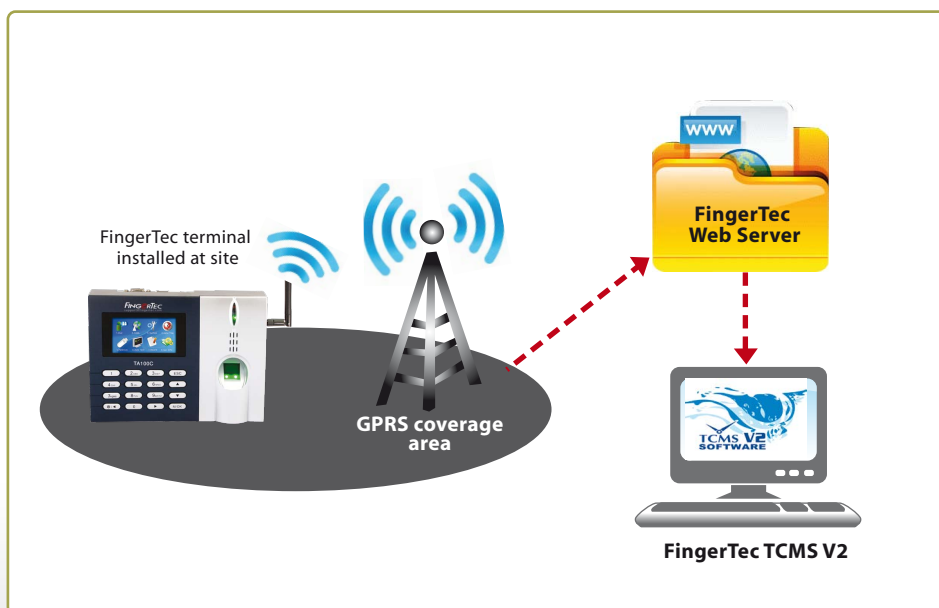 WWW
FingerTec
Web Server
FingerTec terminal
installed at site
FINGERTEC
TA100C
GPRS coverage
area
TCMS V2
SOFTWARE
FingerTec TCMS V2